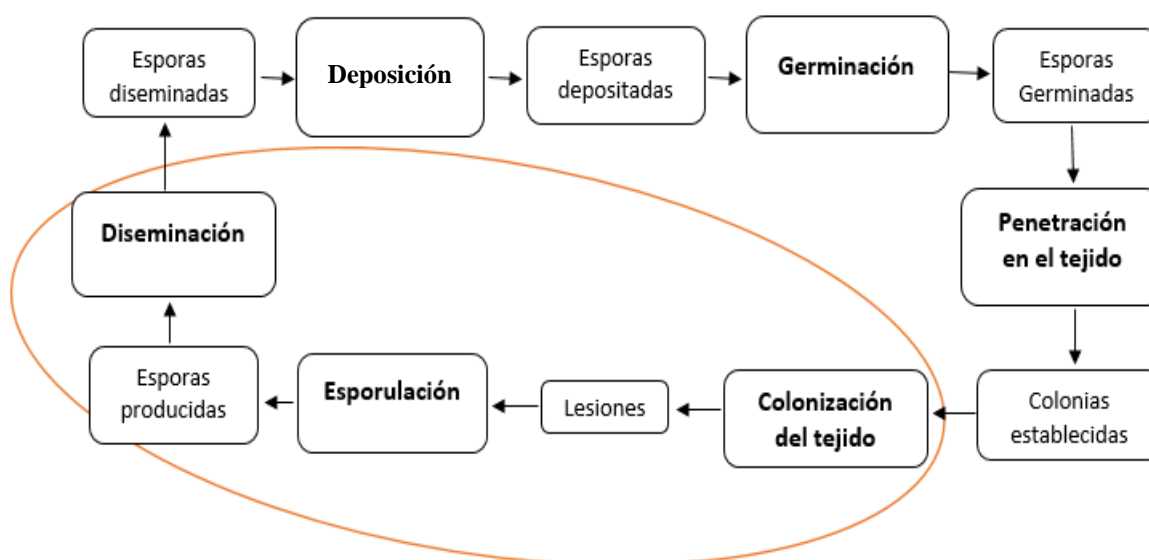 Esporas
diseminadas
Deposición
Esporas
depositadas
Germinación
Esporas
Germinadas
Penetración
en el tejido
Colonias
establecidas
Colonización
del tejido
Lesiones
Esporulación
Esporas
producidas
Diseminación